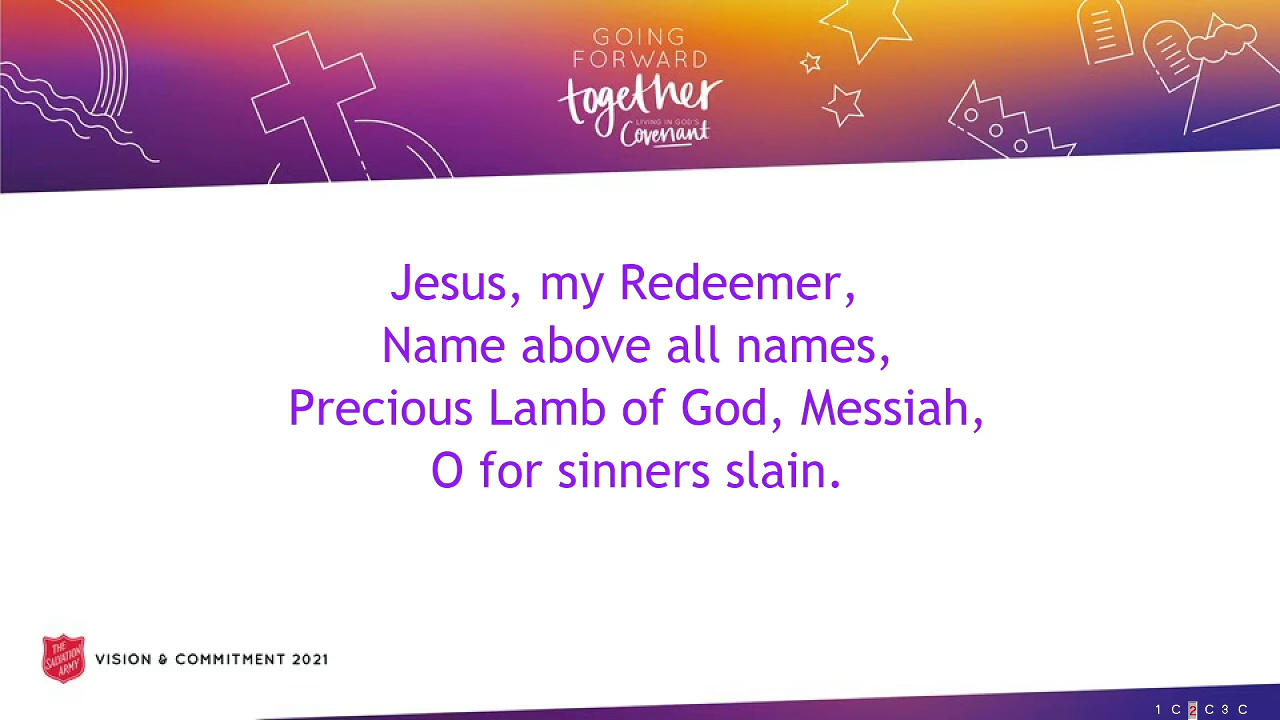 GOING
FORWARD
together
LIVING IN GOD'S
Covenant
Jesus, my Redeemer,
Name above all names,
Precious Lamb of God, Messiah,
O for sinners slain.
THE
SALVATION
ARMY
VISION & COMMITMENT 2021
1 C 2 C 3 C